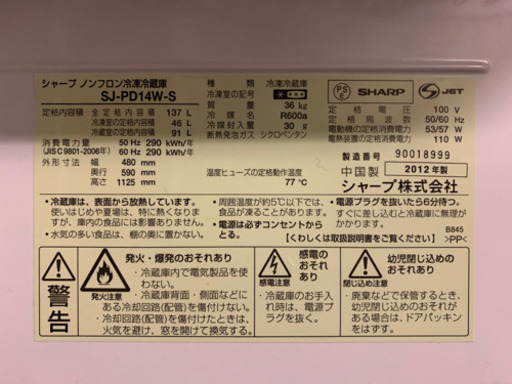 シャープ ノンフロン冷凍冷蔵庫
SJ-PD14W-S
定格内容積 全定格内容積 137 L
冷凍室の定格内容積 46 L
冷蔵室の定格内容積 91 L
消費電力量 50 Hz 290 kWh/年
(JIS C 9801-2006年) 60 Hz 290 kWh/年
外形寸法 幅 480 mm
奥行 590 mm
高さ 1125 mm
種類 冷凍冷蔵庫
冷凍室の記号
質量 36 kg
冷媒 R600a
冷媒封入量 30 g
断熱発泡ガス シクロペンタン
温度ヒューズの定格動作温度
77 ℃
PS E SHARP S JET
定格電圧 100 V
定格周波数 50/60 Hz
電動機の定格消費電力 53/57 W
電熱装置の定格消費電力 110 W
製造番号 90018999
中国製 2012年製
シャープ株式会社
B845
>PP<
•冷蔵庫は、表面から放熱しています。
使いはじめや夏場は、特に熱くなりますが、庫内の食品には影響ありません。
•水気の多い食品は、棚の奥に置かない。
•周囲温度が約5℃以下では、食品が凍ることがあります。
•電源は必ずコンセントからとる。
•電源プラグを抜いたら6分待つ。
すぐに差し込むと冷蔵庫に無理がかかります。
【くわしくは取扱説明書をご覧ください】
警告
発火・爆発のおそれあり
発火注意
•冷蔵庫内で電気製品を使わない。
•冷蔵庫背面・側面などにある冷却回路(配管)を傷付けない。
•冷却回路(配管)を傷付けたときは、火気を避け、窓を開けて換気する。
感電のおそれあり
感電注意
•冷蔵庫のお手入れ時は、電源プラグを抜く。
幼児閉じ込めのおそれあり
閉じ込め注意
•廃棄などで保管するとき、幼児閉じ込めのおそれがある場合は、ドアパッキンをはずす。